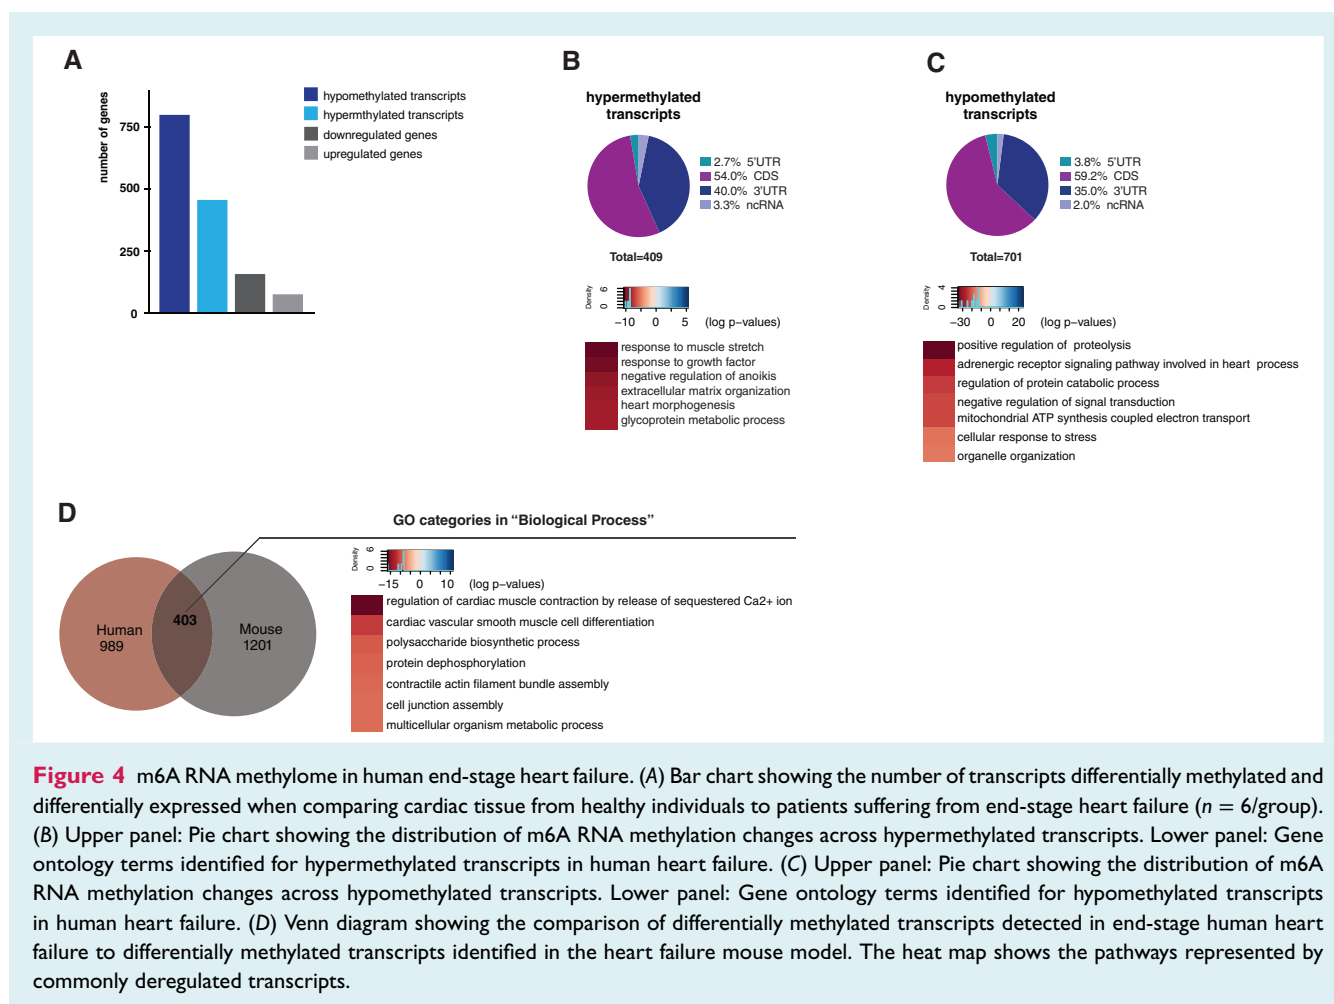 A
number of genes
750
500
250
0
hypomethylated transcripts
hypermthylated transcripts
downregulated genes
upregulated genes
B
hypermethylated
transcripts
2.7% 5'UTR
54.0% CDS
40.0% 3'UTR
3.3% ncRNA
Total=409
Density
0 6
−10 0 5 (log p−values)
response to muscle stretch
response to growth factor
negative regulation of anoikis
extracellular matrix organization
heart morphogenesis
glycoprotein metabolic process
C
hypomethylated
transcripts
3.8% 5'UTR
59.2% CDS
35.0% 3'UTR
2.0% ncRNA
Total=701
Density
0 4
−30 0 20 (log p−values)
positive regulation of proteolysis
adrenergic receptor signaling pathway involved in heart process
regulation of protein catabolic process
negative regulation of signal transduction
mitochondrial ATP synthesis coupled electron transport
cellular response to stress
organelle organization
D
Human
989
403
Mouse
1201
GO categories in “Biological Process”
Density
0 6
−15 0 10 (log p−values)
regulation of cardiac muscle contraction by release of sequestered Ca2+ ion
cardiac vascular smooth muscle cell differentiation
polysaccharide biosynthetic process
protein dephosphorylation
contractile actin filament bundle assembly
cell junction assembly
multicellular organism metabolic process
Figure 4 m6A RNA methylome in human end-stage heart failure. (A) Bar chart showing the number of transcripts differentially methylated and
differentially expressed when comparing cardiac tissue from healthy individuals to patients suffering from end-stage heart failure (n = 6/group).
(B) Upper panel: Pie chart showing the distribution of m6A RNA methylation changes across hypermethylated transcripts. Lower panel: Gene
ontology terms identified for hypermethylated transcripts in human heart failure. (C) Upper panel: Pie chart showing the distribution of m6A
RNA methylation changes across hypomethylated transcripts. Lower panel: Gene ontology terms identified for hypomethylated transcripts
in human heart failure. (D) Venn diagram showing the comparison of differentially methylated transcripts detected in end-stage human heart
failure to differentially methylated transcripts identified in the heart failure mouse model. The heat map shows the pathways represented by
commonly deregulated transcripts.